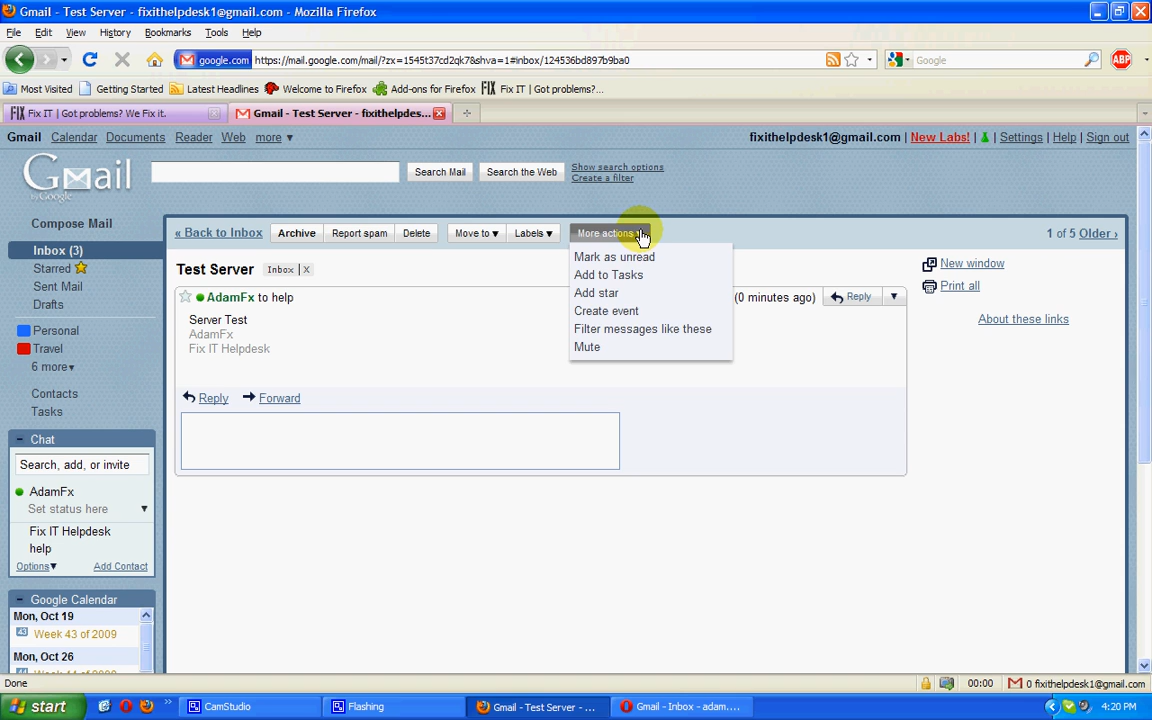 Gmail - Test Server - fixithelpdesk1@gmail.com - Mozilla Firefox
File Edit View History Bookmarks Tools Help
google.com https://mail.google.com/mail/?zx=1545t37cd2qk7&shva=1#inbox/124536bd897b9ba0 Google ABP
Most Visited Getting Started Latest Headlines Welcome to Firefox Add-ons for Firefox FIX Fix IT | Got problems?...
FIX Fix IT | Got problems? We Fix it. Gmail - Test Server - fixithelpdes...
Gmail Calendar Documents Reader Web more ▼ fixithelpdesk1@gmail.com | New Labs! | Settings | Help | Sign out
Gmail by Google Search Mail Search the Web Show search options
Create a filter
Compose Mail
Inbox (3)
Starred
Sent Mail
Drafts
Personal
Travel
6 more▼
Contacts
Tasks
« Back to Inbox Archive Report spam Delete Move to ▼ Labels ▼ More actions 1 of 5 Older ›
Mark as unread
Add to Tasks
Add star
Create event
Filter messages like these
Mute
Test Server Inbox | X
AdamFx to help (0 minutes ago) Reply ▼
Server Test
AdamFx
Fix IT Helpdesk
Reply Forward
New window
Print all
About these links
Chat
Search, add, or invite
AdamFx
Set status here ▼
Fix IT Helpdesk
help
Options▼ Add Contact
Google Calendar
Mon, Oct 19
43 Week 43 of 2009
Mon, Oct 26
Done 00:00 0 fixithelpdesk1@gmail.com
start CamStudio Flashing Gmail - Test Server - ... Gmail - Inbox - adam.... 4:20 PM